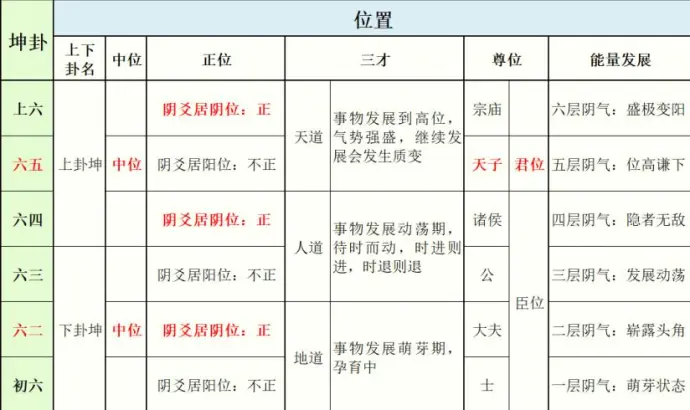 坤卦
位置
上下
卦名
中位
正位
三才
尊位
能量发展
上六
阴爻居阴位：正
宗庙
六层阴气：盛极变阳
天道
事物发展到高位，
气势强盛，继续发
展会发生质变
六五
上卦坤
中位
阴爻居阳位：不正
天子
君位
五层阴气：位高谦下
六四
阴爻居阴位：正
诸侯
四层阴气：隐者无敌
人道
事物发展动荡期，
待时而动，时进则
进，时退则退
六三
阴爻居阳位：不正
公
三层阴气：发展动荡
臣位
六二
下卦坤
中位
阴爻居阴位：正
大夫
二层阴气：崭露头角
地道
事物发展萌芽期，
孕育中
初六
阴爻居阳位：不正
士
一层阴气：萌芽状态